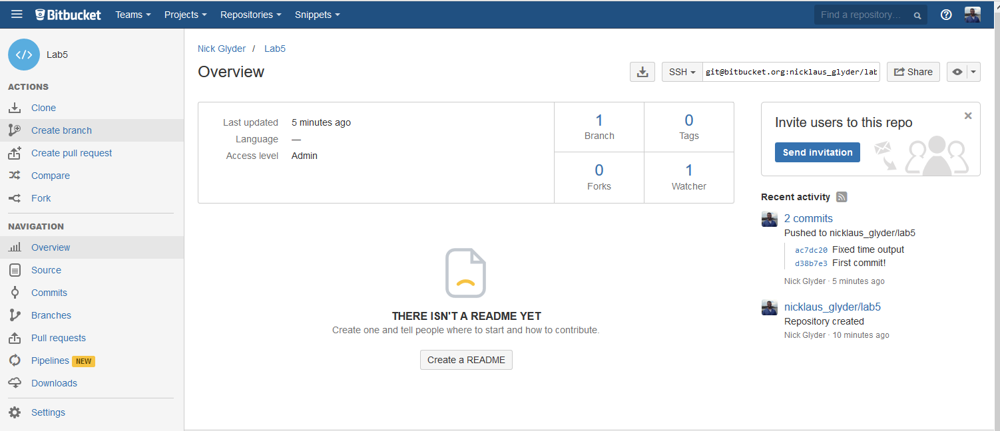 Bitbucket Teams Projects Repositories Snippets Find a repository...
Lab5
ACTIONS
Clone
Create branch
Create pull request
Compare
Fork
NAVIGATION
Overview
Source
Commits
Branches
Pull requests
Pipelines NEW
Downloads
Settings
Nick Glyder / Lab5
Overview
SSH git@bitbucket.org:nicklaus_glyder/lab Share
Last updated 5 minutes ago
Language —
Access level Admin
1 Branch
0 Tags
0 Forks
1 Watcher
THERE ISN'T A README YET
Create one and tell people where to start and how to contribute.
Create a README
Invite users to this repo
Send invitation
Recent activity
2 commits
Pushed to nicklaus_glyder/lab5
ac7dc20 Fixed time output
d38b7e3 First commit!
Nick Glyder · 5 minutes ago
nicklaus_glyder/lab5
Repository created
Nick Glyder · 10 minutes ago